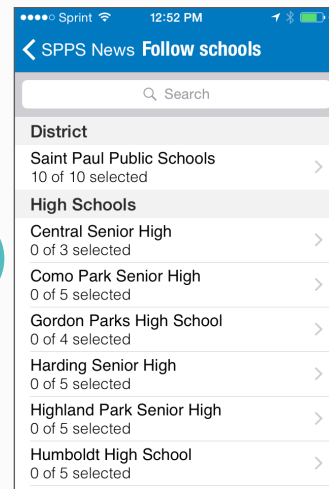 Sprint 12:52 PM
SPPS News Follow schools
Search
District
Saint Paul Public Schools
10 of 10 selected
High Schools
Central Senior High
0 of 3 selected
Como Park Senior High
0 of 5 selected
Gordon Parks High School
0 of 4 selected
Harding Senior High
0 of 5 selected
Highland Park Senior High
0 of 5 selected
Humboldt High School
0 of 5 selected